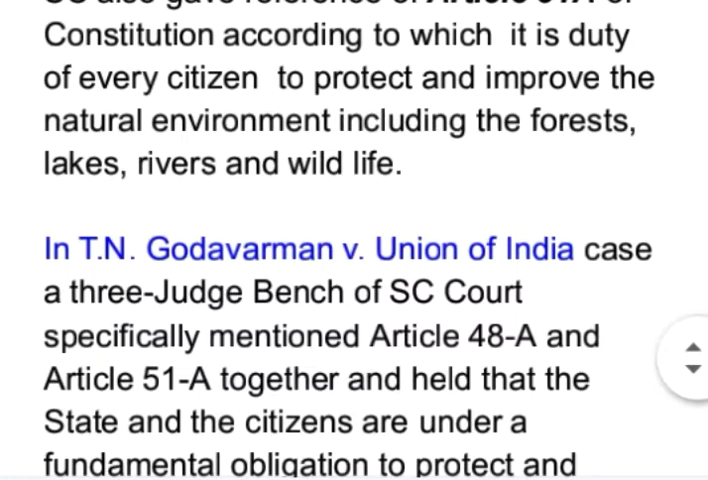 Constitution according to which it is duty
of every citizen to protect and improve the
natural environment including the forests,
lakes, rivers and wild life.
In T.N. Godavarman v. Union of India case
a three-Judge Bench of SC Court
specifically mentioned Article 48-A and
Article 51-A together and held that the
State and the citizens are under a
fundamental obligation to protect and